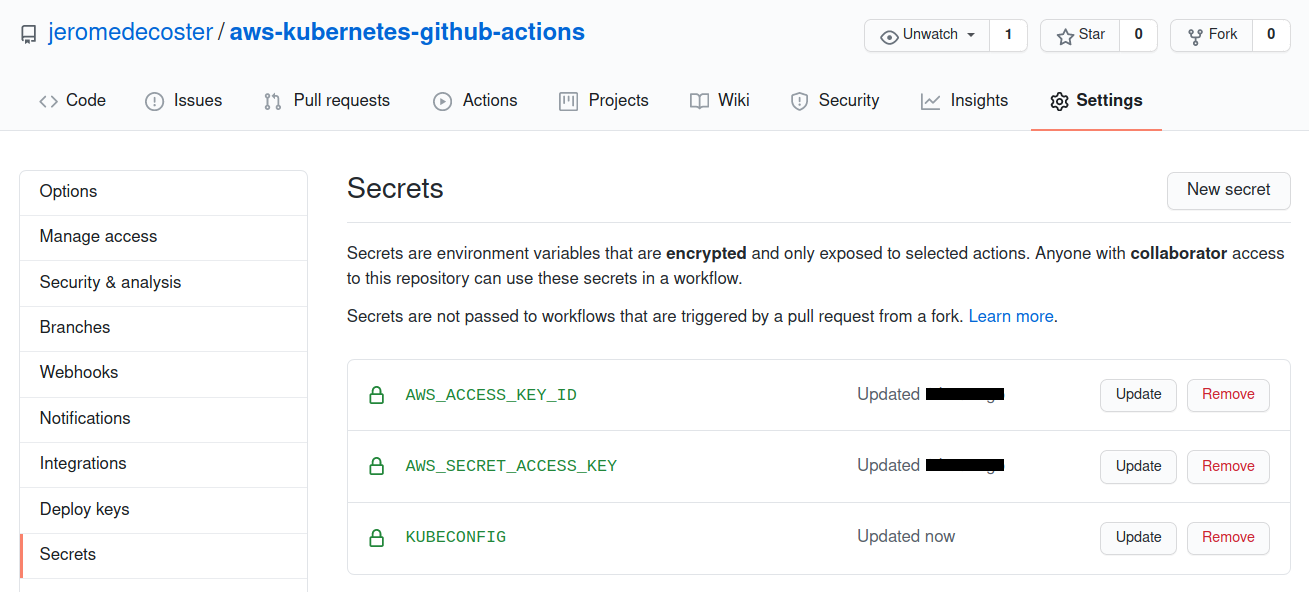 jeromedecoster / aws-kubernetes-github-actions
Unwatch 1 Star 0 Fork 0
Code Issues Pull requests Actions Projects Wiki Security Insights Settings
Options
Manage access
Security & analysis
Branches
Webhooks
Notifications
Integrations
Deploy keys
Secrets
Secrets
New secret
Secrets are environment variables that are encrypted and only exposed to selected actions. Anyone with collaborator access
to this repository can use these secrets in a workflow.
Secrets are not passed to workflows that are triggered by a pull request from a fork. Learn more.
AWS_ACCESS_KEY_ID Updated Update Remove
AWS_SECRET_ACCESS_KEY Updated Update Remove
KUBECONFIG Updated now Update Remove